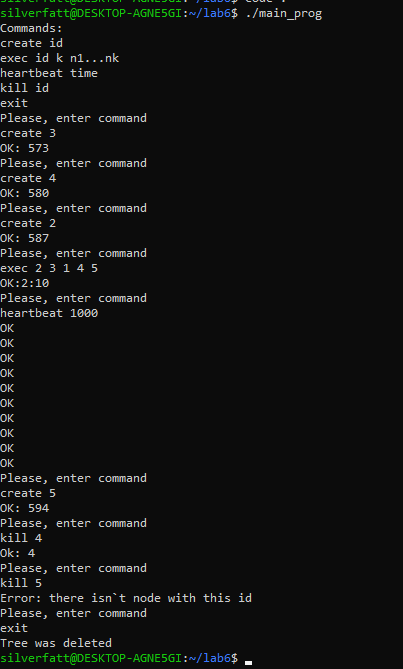 silverfatt@DESKTOP-AGNE5GI:~/lab6$ code .
silverfatt@DESKTOP-AGNE5GI:~/lab6$ ./main_prog
Commands:
create id
exec id k n1...nk
heartbeat time
kill id
exit
Please, enter command
create 3
OK: 573
Please, enter command
create 4
OK: 580
Please, enter command
create 2
OK: 587
Please, enter command
exec 2 3 1 4 5
OK:2:10
Please, enter command
heartbeat 1000
OK
OK
OK
OK
OK
OK
OK
OK
OK
OK
Please, enter command
create 5
OK: 594
Please, enter command
kill 4
Ok: 4
Please, enter command
kill 5
Error: there isn`t node with this id
Please, enter command
exit
Tree was deleted
silverfatt@DESKTOP-AGNE5GI:~/lab6$